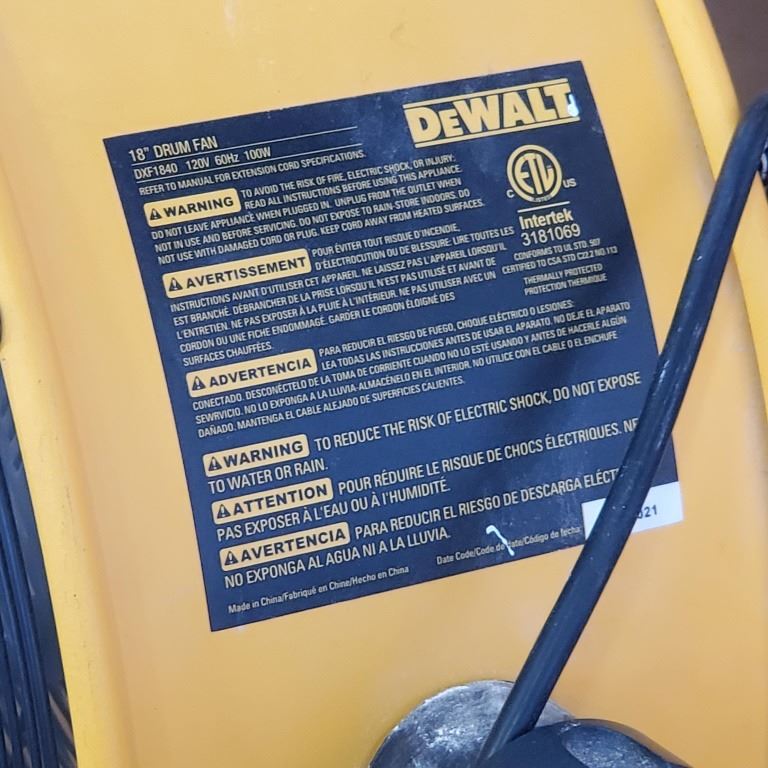 18" DRUM FAN
DXF1840 120V 60Hz 100W
REFER TO MANUAL FOR EXTENSION CORD SPECIFICATIONS.
DEWALT
WARNING TO AVOID THE RISK OF FIRE, ELECTRIC SHOCK, OR INJURY:
READ ALL INSTRUCTIONS BEFORE USING THIS APPLIANCE.
DO NOT LEAVE APPLIANCE WHEN PLUGGED IN. UNPLUG FROM THE OUTLET WHEN
NOT IN USE AND BEFORE SERVICING. DO NOT EXPOSE TO RAIN-STORE INDOORS. DO
NOT USE WITH DAMAGED CORD OR PLUG. KEEP CORD AWAY FROM HEATED SURFACES.
C ETL US
LISTED
Intertek
3181069
CONFORMS TO UL STD. 507
CERTIFIED TO CSA STD C22.2 NO.113
THERMALLY PROTECTED
PROTECTION THERMIQUE
AVERTISSEMENT POUR ÉVITER TOUT RISQUE D'INCENDIE,
D'ÉLECTROCUTION OU DE BLESSURE. LIRE TOUTES LES
INSTRUCTIONS AVANT D'UTILISER CET APPAREIL. NE LAISSEZ PAS L'APPAREIL LORSQU'IL
EST BRANCHÉ. DÉBRANCHER DE LA PRISE LORSQU'IL N'EST PAS UTILISÉ ET AVANT DE
L'ENTRETIEN. NE PAS EXPOSER À LA PLUIE À L'INTÉRIEUR. NE PAS UTILISER AVEC UN
CORDON OU UNE FICHE ENDOMMAGÉ. GARDER LE CORDON ÉLOIGNÉ DES
SURFACES CHAUFFÉES.
ADVERTENCIA PARA REDUCIR EL RIESGO DE FUEGO, CHOQUE ELÉCTRICO O LESIONES:
LEA TODAS LAS INSTRUCCIONES ANTES DE USAR EL APARATO. NO DEJE EL APARATO
CONECTADO. DESCONÉCTELO DE LA TOMA DE CORRIENTE CUANDO NO LO ESTÉ USANDO Y ANTES DE HACERLE ALGÚN
SEWRVICIO. NO LO EXPONGA A LA LLUVIA-ALMACÉNELO EN EL INTERIOR. NO UTILICE CON EL CABLE O EL ENCHUFE
DAÑADO. MANTENGA EL CABLE ALEJADO DE SUPERFICIES CALIENTES.
WARNING TO REDUCE THE RISK OF ELECTRIC SHOCK, DO NOT EXPOSE
TO WATER OR RAIN.
ATTENTION POUR RÉDUIRE LE RISQUE DE CHOCS ÉLECTRIQUES. NE
PAS EXPOSER À L'EAU OU À L'HUMIDITÉ.
AVERTENCIA PARA REDUCIR EL RIESGO DE DESCARGA ELÉCT
NO EXPONGA AL AGUA NI A LA LLUVIA.
Date Code/Code de date/Código de fecha:
021
Made in China/Fabriqué en Chine/Hecho en China